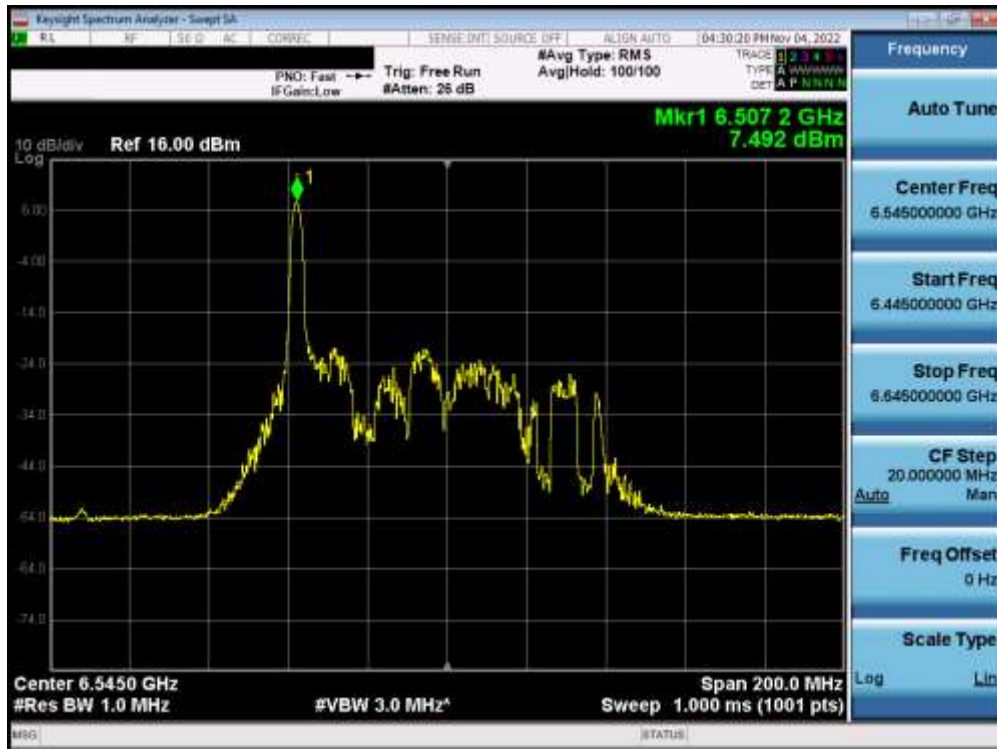 Keysight Spectrum Analyzer - Swept SA
RL RF 50 Ω AC CORREC SENSE:INT SOURCE OFF ALIGN AUTO 04:30:20 PM Nov 04, 2022
PNO: Fast
IFGain:Low
Trig: Free Run
#Atten: 26 dB
#Avg Type: RMS
Avg|Hold: 100/100
TRACE 1 2 3 4 5 6
TYPE A WWWWW
DET A P N N N N
Mkr1 6.507 2 GHz
7.492 dBm
10 dB/div Ref 16.00 dBm
Log
1
6.00
-4.00
-14.0
-24.0
-34.0
-44.0
-54.0
-64.0
-74.0
Center 6.5450 GHz
Span 200.0 MHz
#Res BW 1.0 MHz
#VBW 3.0 MHz*
Sweep 1.000 ms (1001 pts)
MSG
STATUS
Frequency
Auto Tune
Center Freq
6.545000000 GHz
Start Freq
6.445000000 GHz
Stop Freq
6.645000000 GHz
CF Step
20.000000 MHz
Auto Man
Freq Offset
0 Hz
Scale Type
Log Lin